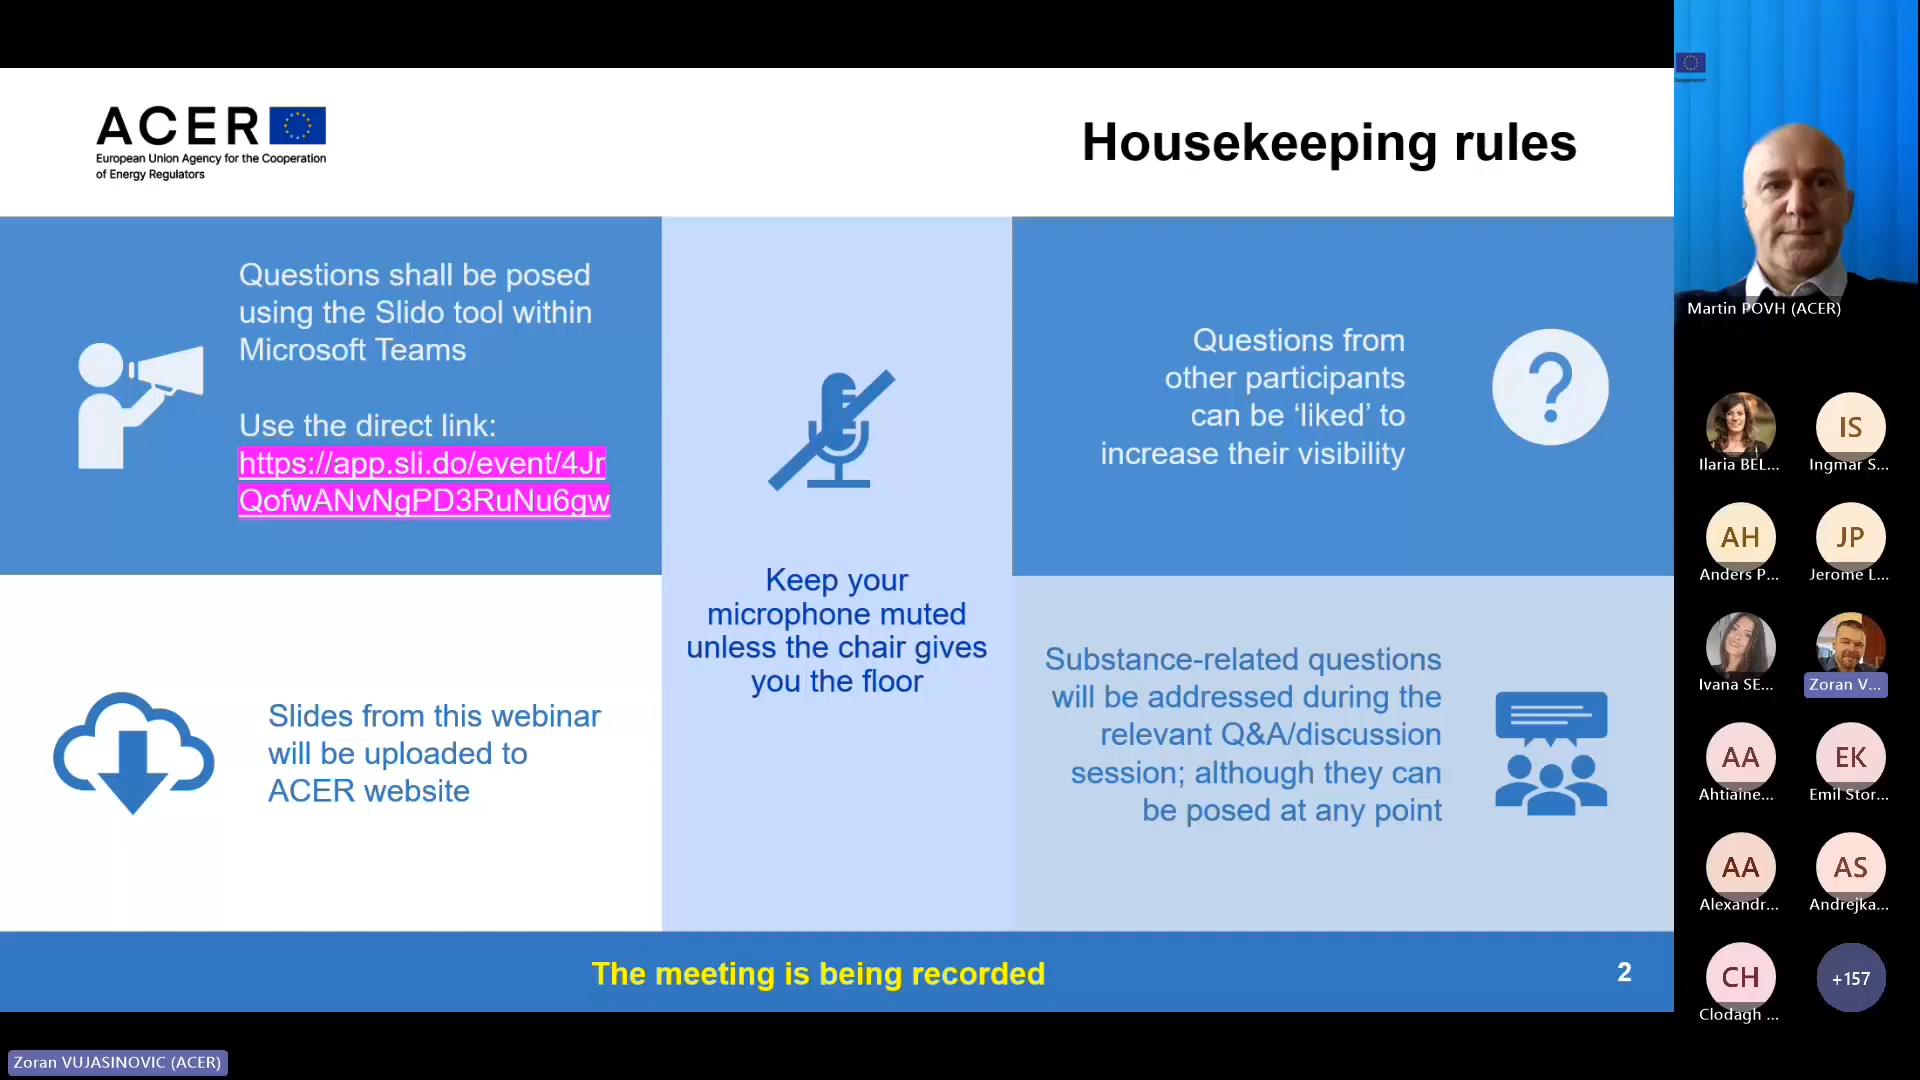 ACER
European Union Agency for the Cooperation
of Energy Regulators
Housekeeping rules
Questions shall be posed
using the Slido tool within
Microsoft Teams
Use the direct link:
https://app.sli.do/event/4Jr
QofwANvNgPD3RuNu6gw
Keep your
microphone muted
unless the chair gives
you the floor
Questions from
other participants
can be ‘liked’ to
increase their visibility
?
Slides from this webinar
will be uploaded to
ACER website
Substance-related questions
will be addressed during the
relevant Q&A/discussion
session; although they can
be posed at any point
The meeting is being recorded
2
Zoran VUJASINOVIC (ACER)
Martin POVH (ACER)
Ilaria BEL...
IS
Ingmar S...
AH
Anders P...
JP
Jerome L...
Ivana SE...
Zoran V...
AA
Ahtiaine...
EK
Emil Stor...
AA
Alexandr...
AS
Andrejka...
CH
Clodagh ...
+157